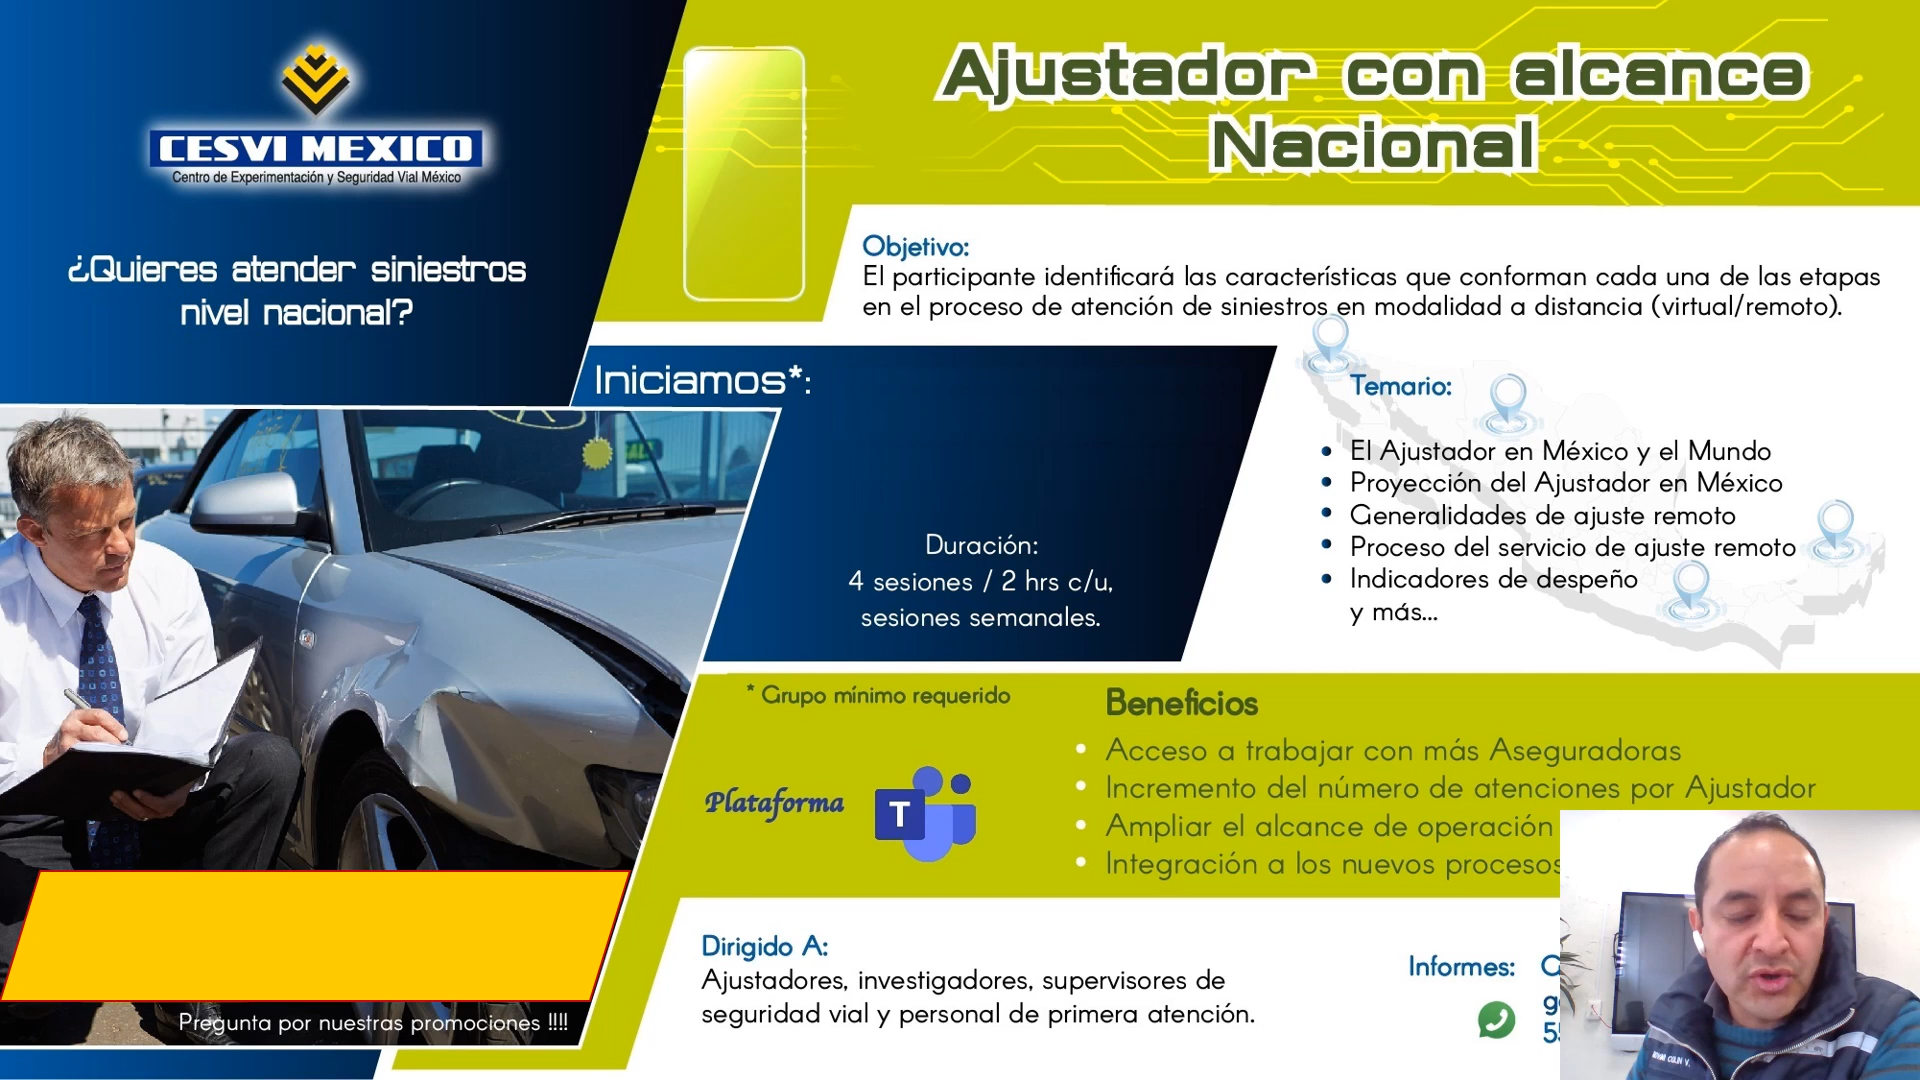 CESVI MEXICO
Centro de Experimentación y Seguridad Vial México
¿Quieres atender siniestros
nivel nacional?
Ajustador con alcance
Nacional
Objetivo:
El participante identificará las características que conforman cada una de las etapas
en el proceso de atención de siniestros en modalidad a distancia (virtual/remoto).
Iniciamos*:
Duración:
4 sesiones / 2 hrs c/u,
sesiones semanales.
Temario:
• El Ajustador en México y el Mundo
• Proyección del Ajustador en México
• Generalidades de ajuste remoto
• Proceso del servicio de ajuste remoto
• Indicadores de despeño
y más...
* Grupo mínimo requerido
Plataforma
T
Beneficios
• Acceso a trabajar con más Aseguradoras
• Incremento del número de atenciones por Ajustador
• Ampliar el alcance de operación
• Integración a los nuevos procesos
Dirigido A:
Ajustadores, investigadores, supervisores de
seguridad vial y personal de primera atención.
Informes:
55
Pregunta por nuestras promociones !!!!